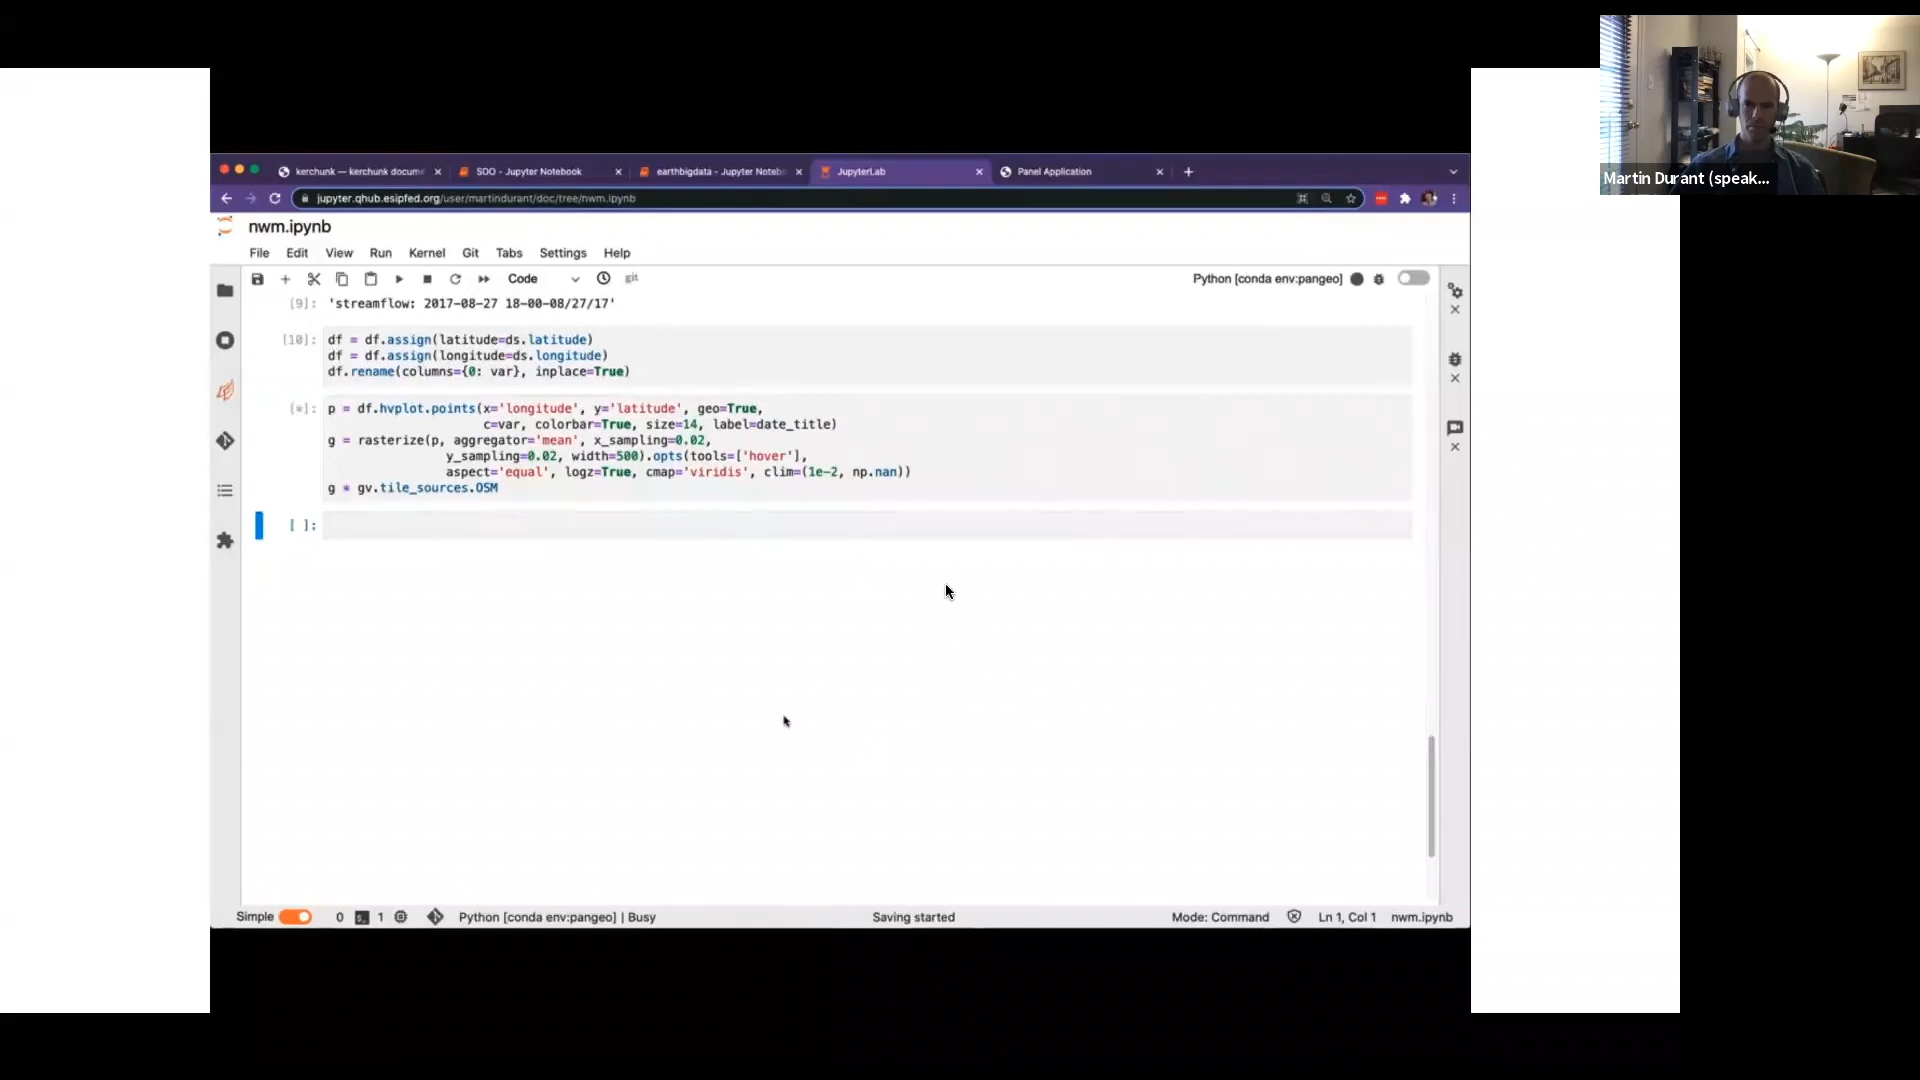 Martin Durant (speak...
kerchunk — kerchunk docum
SDO - Jupyter Notebook
earthbigdata - Jupyter Noteb
JupyterLab
Panel Application
jupyter.qhub.esipfed.org/user/martindurant/doc/tree/nwm.ipynb
nwm.ipynb
File Edit View Run Kernel Git Tabs Settings Help
Code
git
Python [conda env:pangeo]
[9]: 'streamflow: 2017-08-27 18-00-08/27/17'
[10]: df = df.assign(latitude=ds.latitude)
df = df.assign(longitude=ds.longitude)
df.rename(columns={0: var}, inplace=True)
[*]: p = df.hvplot.points(x='longitude', y='latitude', geo=True,
c=var, colorbar=True, size=14, label=date_title)
g = rasterize(p, aggregator='mean', x_sampling=0.02,
y_sampling=0.02, width=500).opts(tools=['hover'],
aspect='equal', logz=True, cmap='viridis', clim=(1e-2, np.nan))
g * gv.tile_sources.OSM
[ ]:
Simple 0 1 Python [conda env:pangeo] | Busy Saving started Mode: Command Ln 1, Col 1 nwm.ipynb